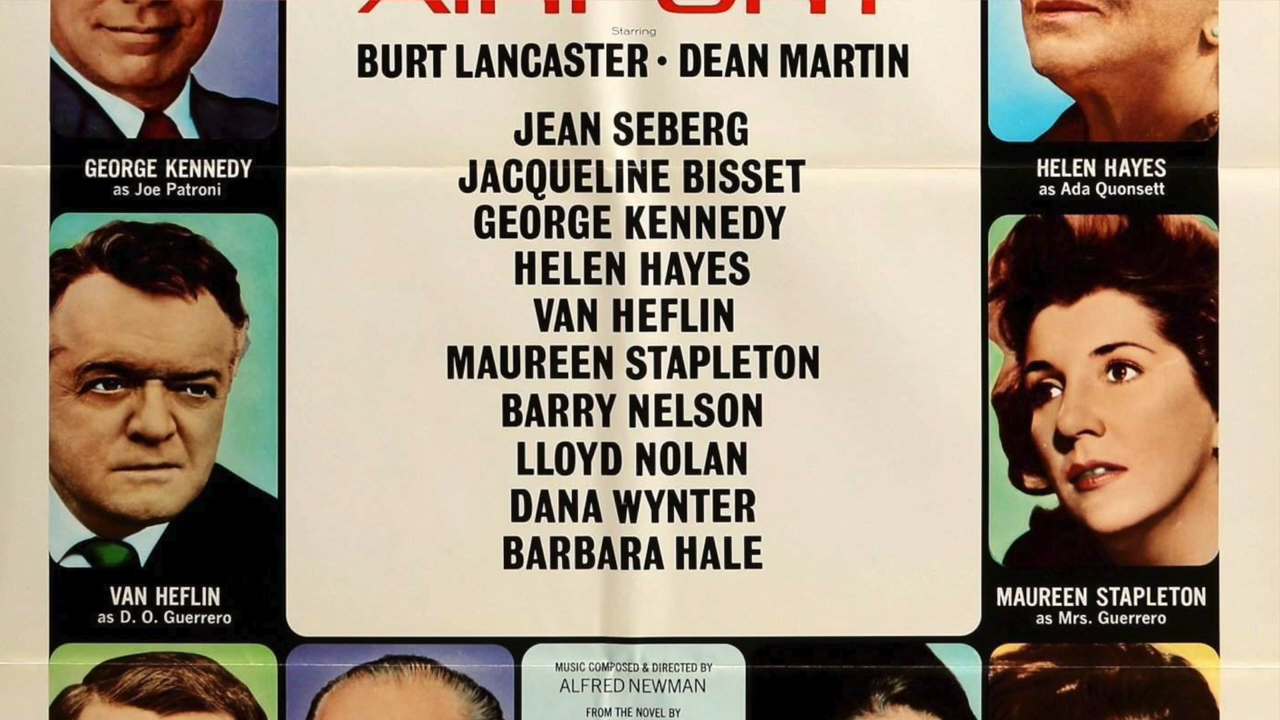 AIRPORT
Starring
BURT LANCASTER • DEAN MARTIN
JEAN SEBERG
JACQUELINE BISSET
GEORGE KENNEDY
HELEN HAYES
VAN HEFLIN
MAUREEN STAPLETON
BARRY NELSON
LLOYD NOLAN
DANA WYNTER
BARBARA HALE
GEORGE KENNEDY
as Joe Patroni
HELEN HAYES
as Ada Quonsett
VAN HEFLIN
as D. O. Guerrero
MAUREEN STAPLETON
as Mrs. Guerrero
MUSIC COMPOSED & DIRECTED BY
ALFRED NEWMAN
FROM THE NOVEL BY